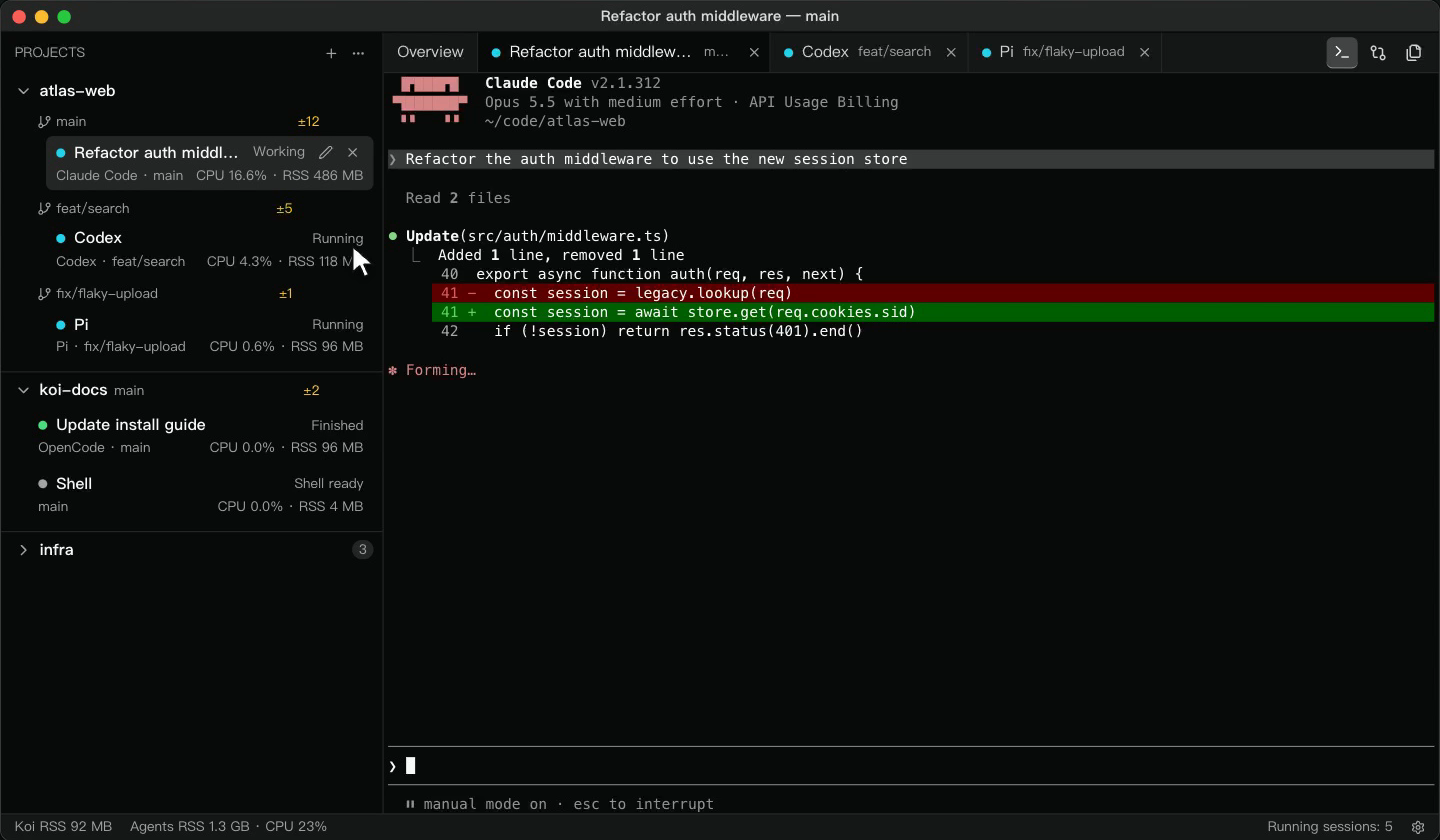 Refactor auth middleware — main
PROJECTS
Overview
Refactor auth middlew… m…
Codex feat/search
Pi fix/flaky-upload
atlas-web
main ±12
Refactor auth middl… Working
Claude Code · main CPU 16.6% · RSS 486 MB
feat/search ±5
Codex Running
Codex · feat/search CPU 4.3% · RSS 118
fix/flaky-upload ±1
Pi Running
Pi · fix/flaky-upload CPU 0.6% · RSS 96 MB
koi-docs main ±2
Update install guide Finished
OpenCode · main CPU 0.0% · RSS 96 MB
Shell Shell ready
main CPU 0.0% · RSS 4 MB
infra 3
Claude Code v2.1.312
Opus 5.5 with medium effort · API Usage Billing
~/code/atlas-web
❯ Refactor the auth middleware to use the new session store
Read 2 files
Update(src/auth/middleware.ts)
Added 1 line, removed 1 line
40 export async function auth(req, res, next) {
41 - const session = legacy.lookup(req)
41 + const session = await store.get(req.cookies.sid)
42 if (!session) return res.status(401).end()
✽ Forming…
❯
⏸ manual mode on · esc to interrupt
Koi RSS 92 MB Agents RSS 1.3 GB · CPU 23%
Running sessions: 5